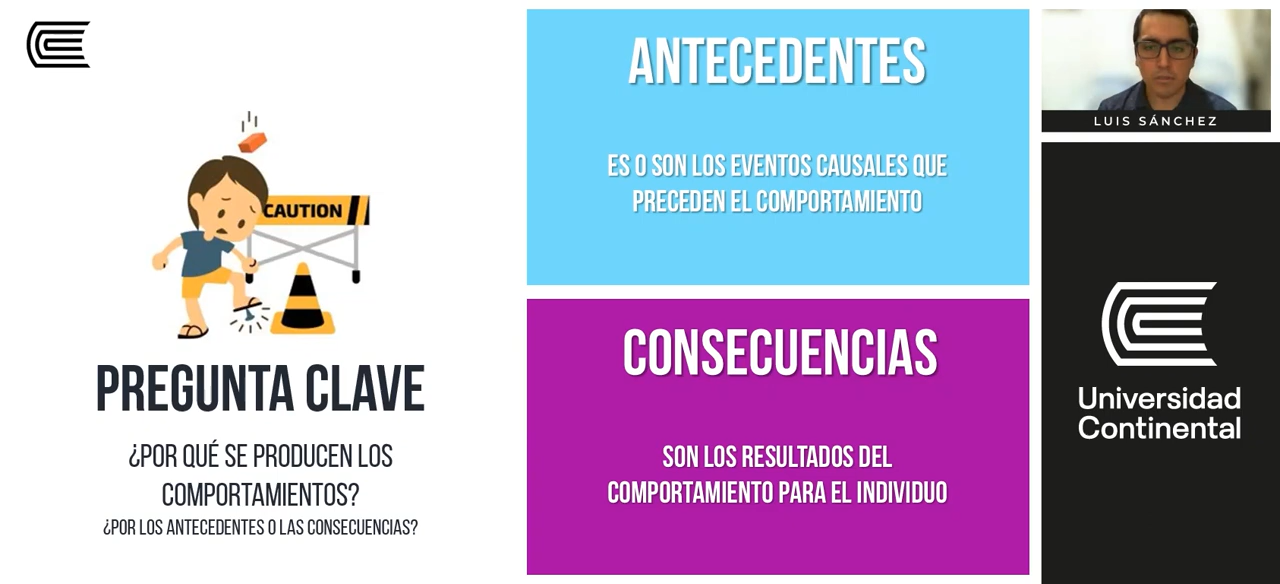 CAUTION
PREGUNTA CLAVE
¿POR QUÉ SE PRODUCEN LOS
COMPORTAMIENTOS?
¿POR LOS ANTECEDENTES O LAS CONSECUENCIAS?
ANTECEDENTES
ES O SON LOS EVENTOS CAUSALES QUE
PRECEDEN EL COMPORTAMIENTO
CONSECUENCIAS
SON LOS RESULTADOS DEL
COMPORTAMIENTO PARA EL INDIVIDUO
LUIS SÁNCHEZ
Universidad
Continental